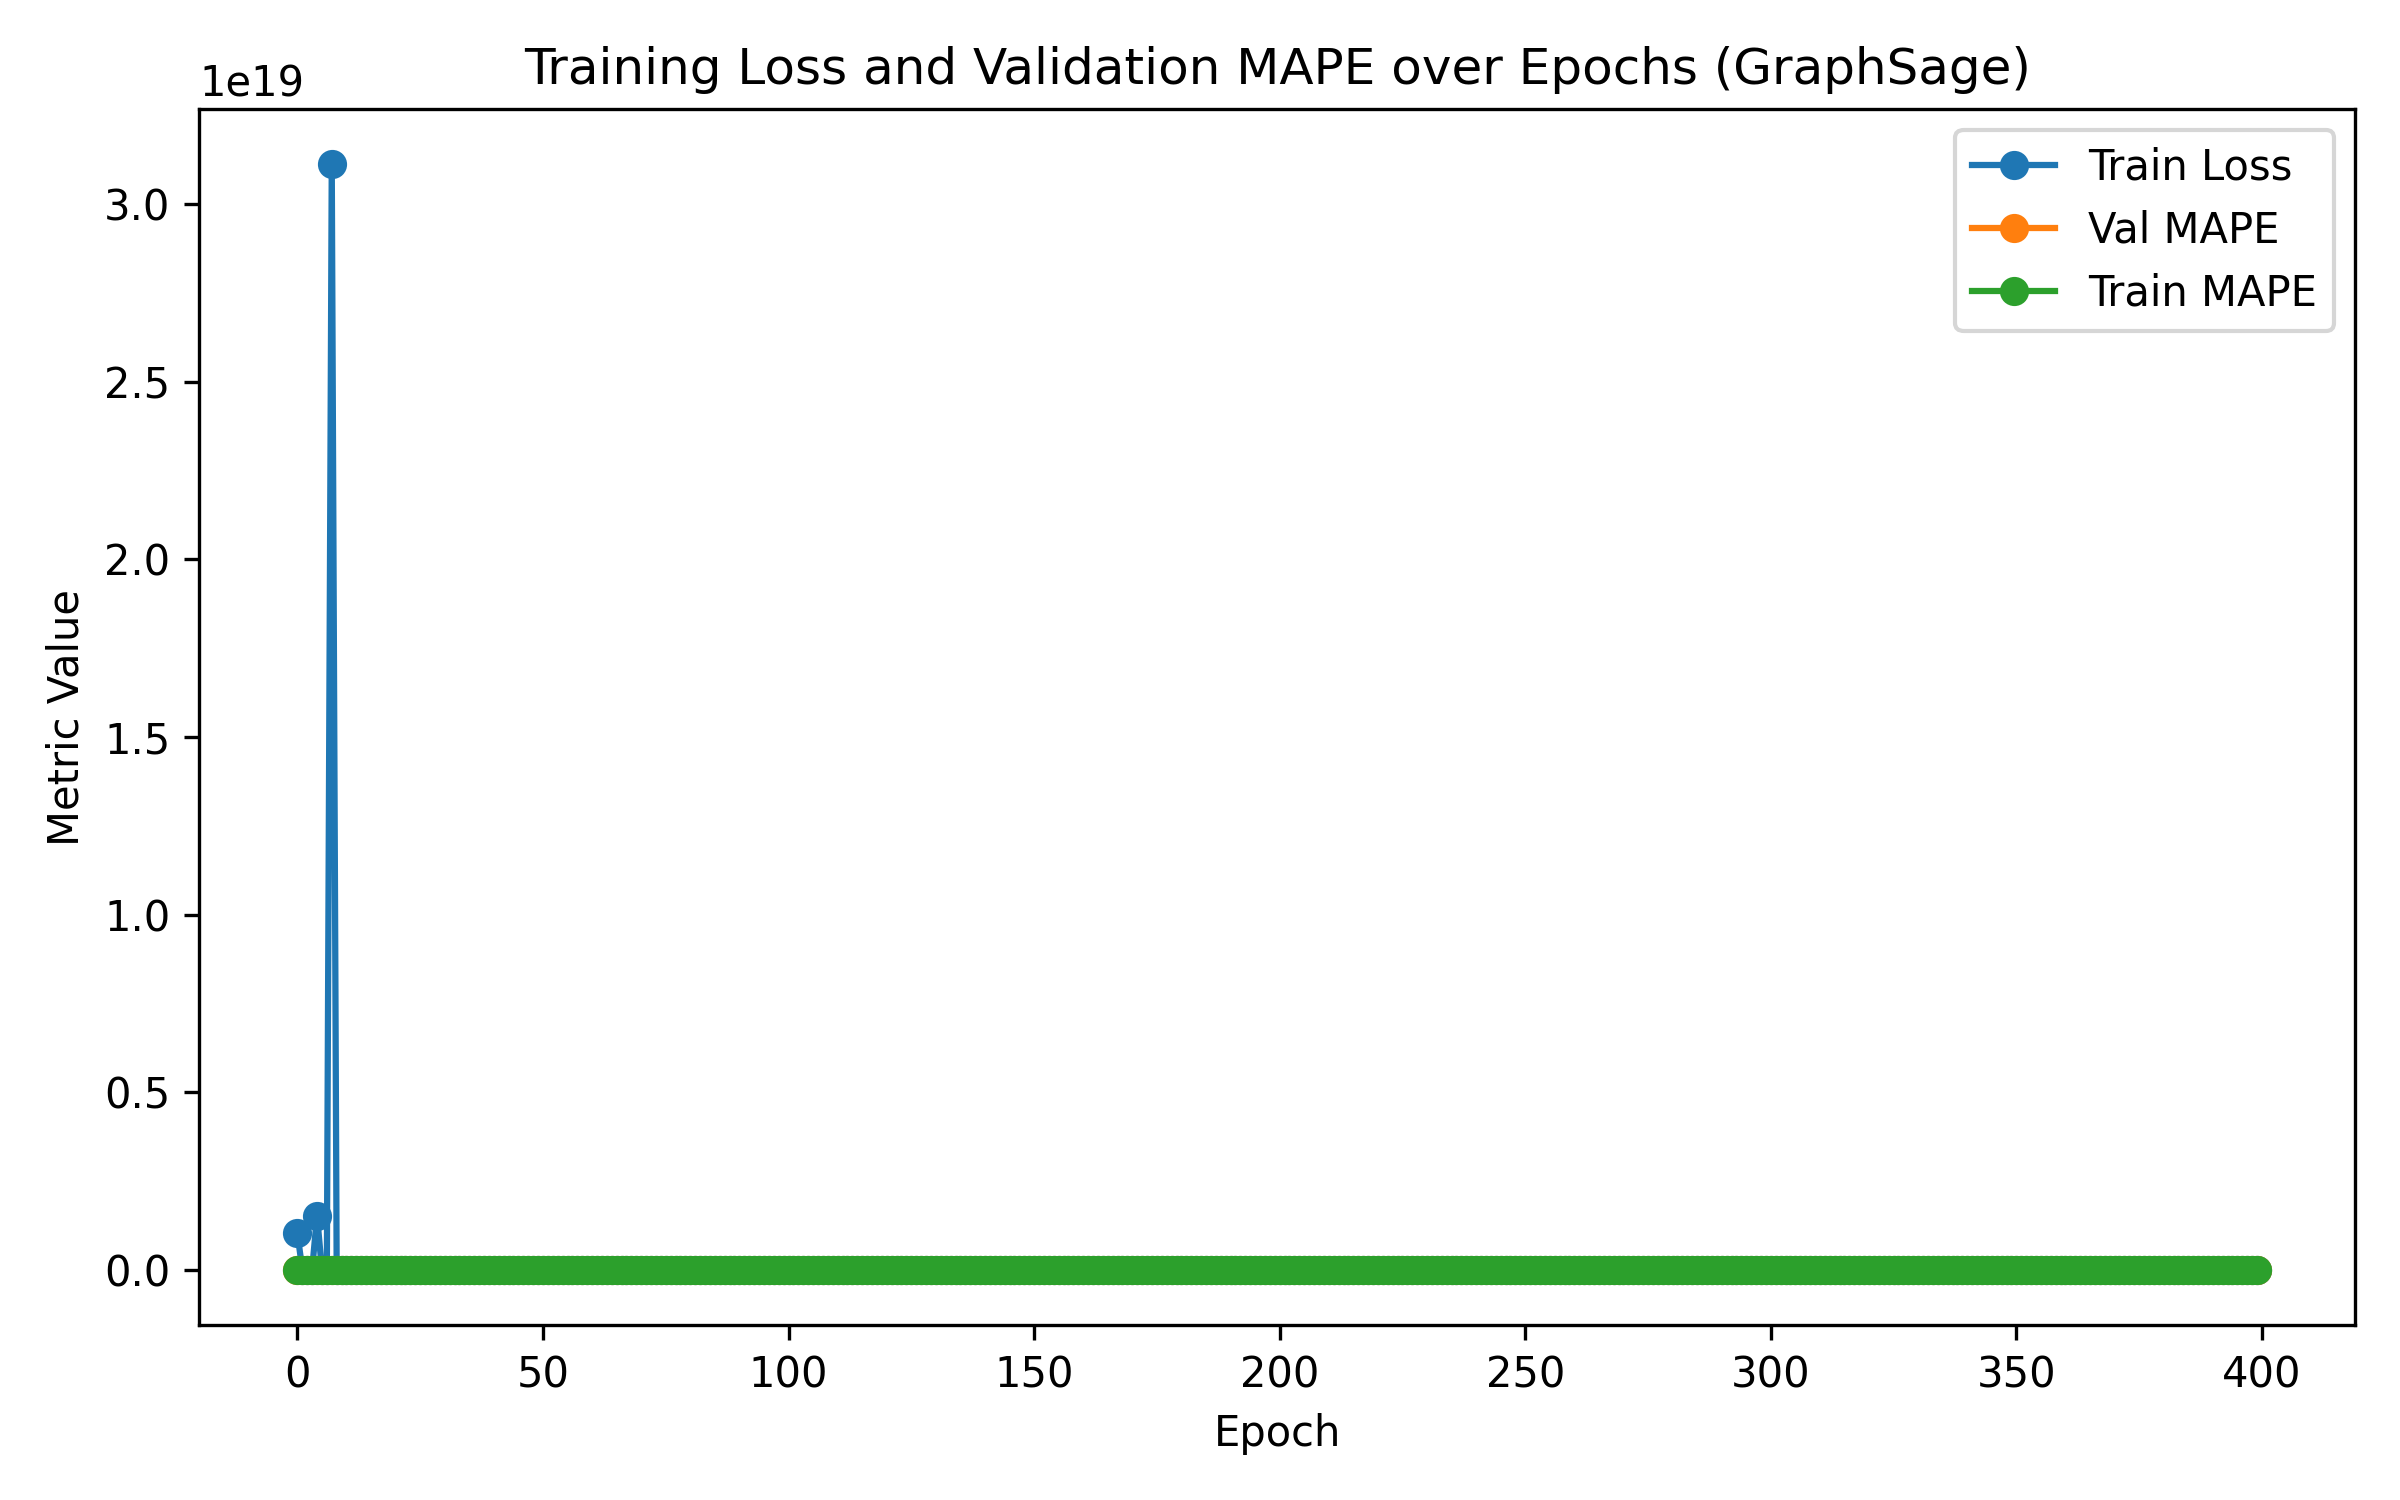 Training Loss and Validation MAPE over Epochs (GraphSage)
1e19
Train Loss
Val MAPE
Train MAPE
3.0
2.5
2.0
1.5
1.0
0.5
0.0
Metric Value
0 50 100 150 200 250 300 350 400
Epoch